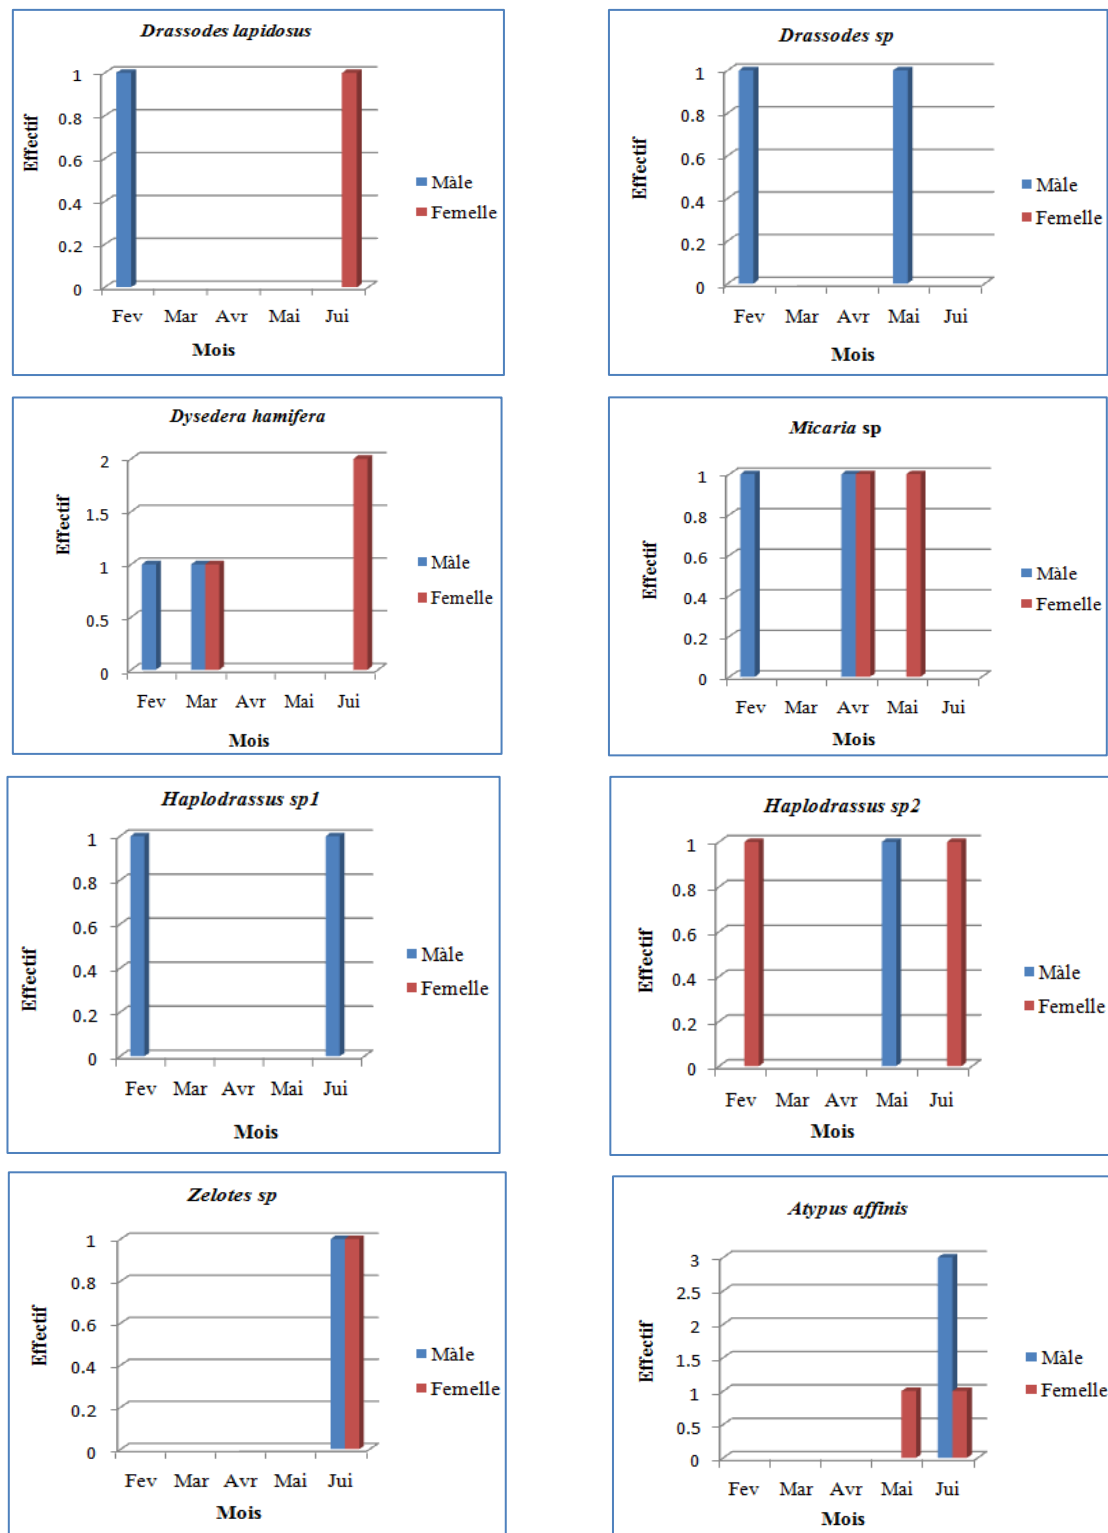 Drassodes lapidosus
1
0.8
0.6
0.4
0.2
0
Effectif
Fev Mar Avr Mai Jui
Mois
Màle
Femelle
Drassodes sp
1
0.8
0.6
0.4
0.2
0
Effectif
Fev Mar Avr Mai Jui
Mois
Màle
Femelle
Dysedera hamifera
2
1.5
1
0.5
0
Effectif
Fev Mar Avr Mai Jui
Mois
Màle
Femelle
Micaria sp
1
0.8
0.6
0.4
0.2
0
Effectif
Fev Mar Avr Mai Jui
Mois
Màle
Femelle
Haplodrassus sp1
1
0.8
0.6
0.4
0.2
0
Effectif
Fev Mar Avr Mai Jui
Mois
Màle
Femelle
Haplodrassus sp2
1
0.8
0.6
0.4
0.2
0
Effectif
Fev Mar Avr Mai Jui
Mois
Màle
Femelle
Zelotes sp
1
0.8
0.6
0.4
0.2
0
Effectif
Fev Mar Avr Mai Jui
Mois
Màle
Femelle
Atypus affinis
3
2.5
2
1.5
1
0.5
0
Effectif
Fev Mar Avr Mai Jui
Mois
Màle
Femelle